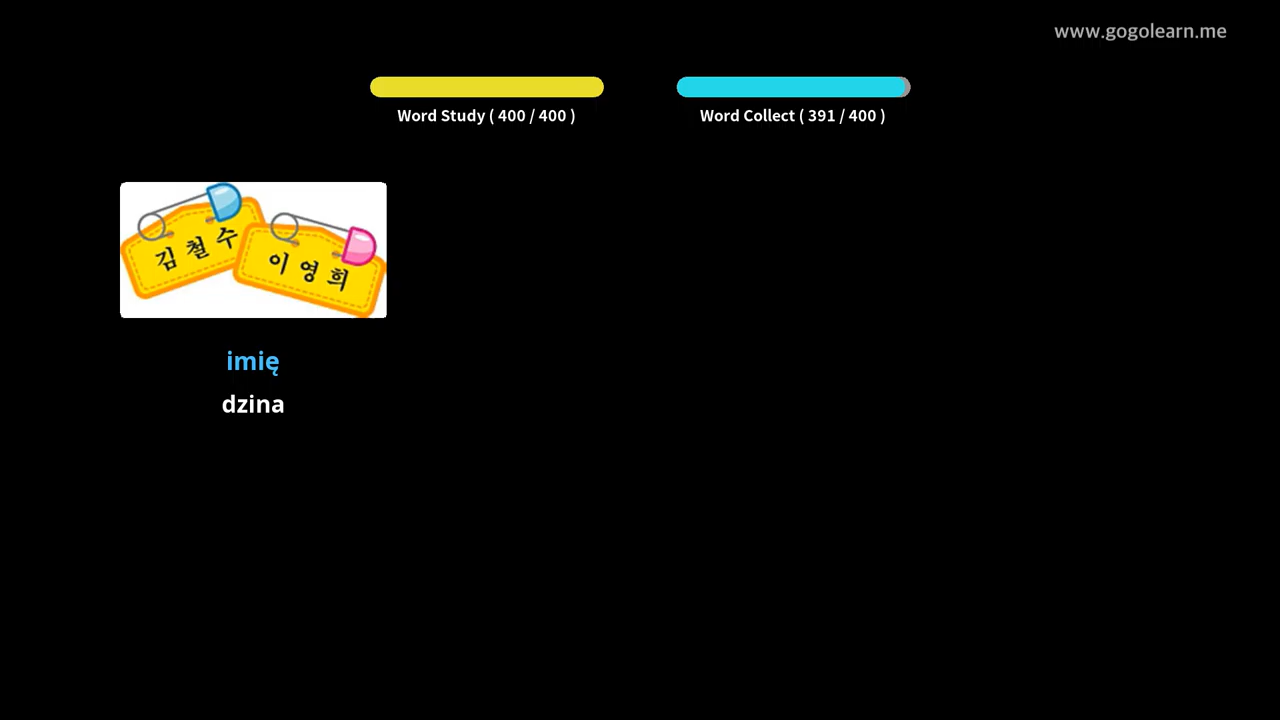 www.gogolearn.me
Word Study ( 400 / 400 )
Word Collect ( 391 / 400 )
김철수
이영희
imię
dzina